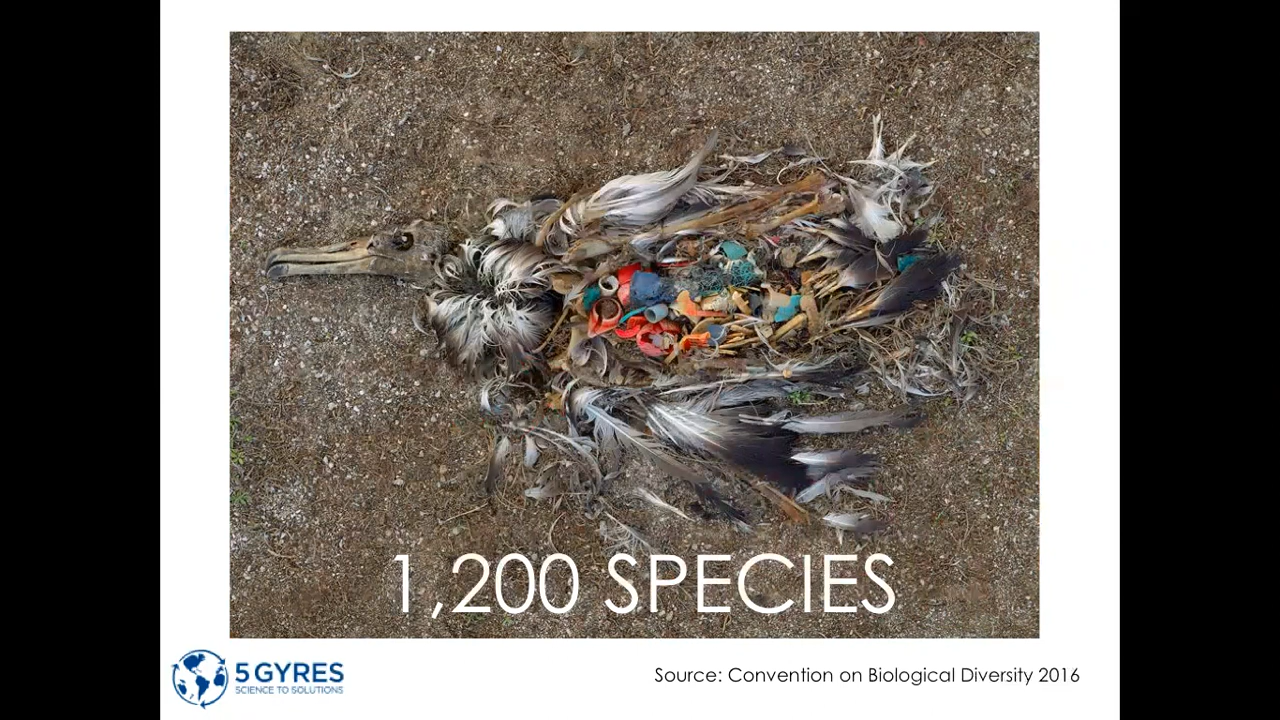 1,200 SPECIES
5 GYRES
SCIENCE TO SOLUTIONS
Source: Convention on Biological Diversity 2016